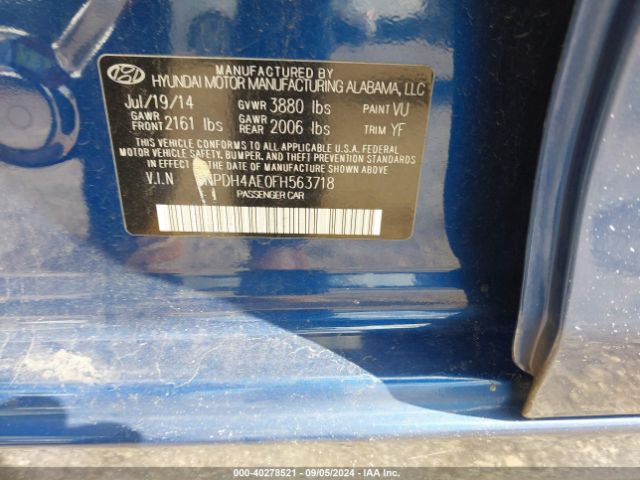 MANUFACTURED BY
HYUNDAI MOTOR MANUFACTURING ALABAMA, LLC
Jul/19/14 GVWR 3880 lbs PAINT VU
GAWR FRONT 2161 lbs GAWR REAR 2006 lbs TRIM YF
THIS VEHICLE CONFORMS TO ALL APPLICABLE U.S.A. FEDERAL
MOTOR VEHICLE SAFETY, BUMPER, AND THEFT PREVENTION STANDARDS
IN EFFECT ON THE DATE OF MANUFACTURE SHOWN ABOVE.
V.I.N NPDH4AE0FH563718
PASSENGER CAR
000-40278521 - 09/05/2024 - IAA Inc.